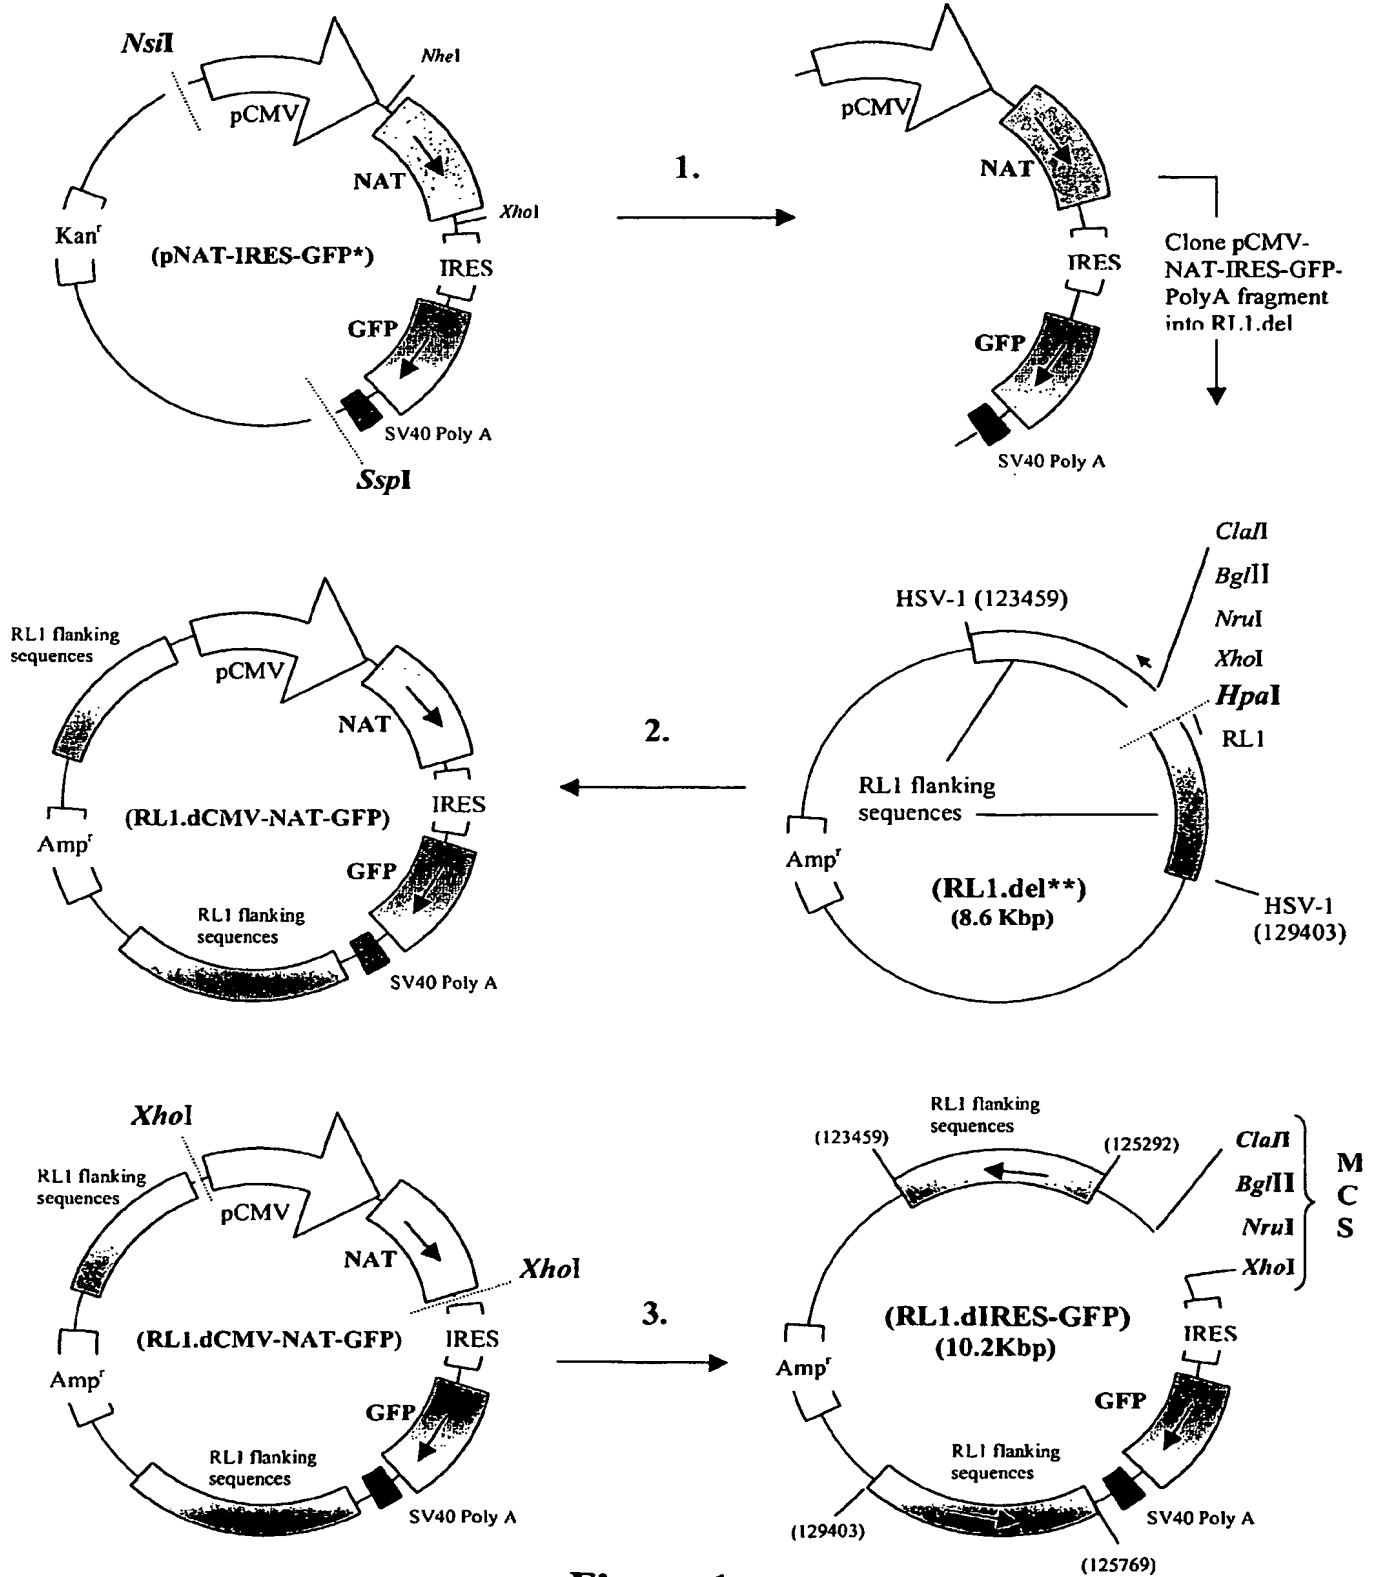 NsiI
NheI
pCMV
NAT
XhoI
Kanr
(pNAT-IRES-GFP*)
IRES
GFP
SV40 Poly A
SspI
1.
pCMV
NAT
IRES
GFP
SV40 Poly A
Clone pCMV-
NAT-IRES-GFP-
PolyA fragment
into RL1.del
RL1 flanking
sequences
pCMV
NAT
(RL1.dCMV-NAT-GFP)
IRES
Ampr
GFP
RL1 flanking
sequences
SV40 Poly A
2.
ClaII
BglII
NruI
XhoI
HpaI
RL1
HSV-1 (123459)
RL1 flanking
sequences
Ampr
(RL1.del**)
(8.6 Kbp)
HSV-1
(129403)
XhoI
RL1 flanking
sequences
pCMV
NAT
XhoI
(RL1.dCMV-NAT-GFP)
IRES
Ampr
GFP
RL1 flanking
sequences
SV40 Poly A
3.
RL1 flanking
sequences
(123459)
(125292)
ClaII
BglII
NruI
XhoI
M
C
S
(RL1.dIRES-GFP)
(10.2Kbp)
IRES
Ampr
GFP
RL1 flanking
sequences
SV40 Poly A
(129403)
(125769)